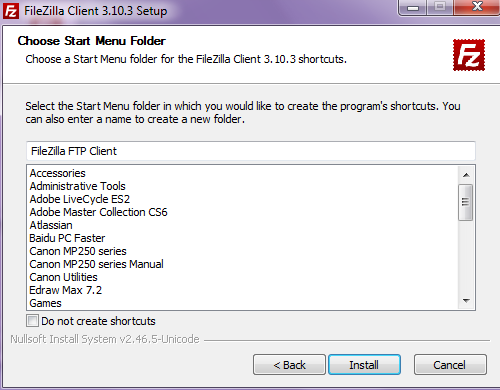 FileZilla Client 3.10.3 Setup
Choose Start Menu Folder
Choose a Start Menu folder for the FileZilla Client 3.10.3 shortcuts.
Fz
Select the Start Menu folder in which you would like to create the program's shortcuts. You
can also enter a name to create a new folder.
FileZilla FTP Client
Accessories
Administrative Tools
Adobe LiveCycle ES2
Adobe Master Collection CS6
Atlassian
Baidu PC Faster
Canon MP250 series
Canon MP250 series Manual
Canon Utilities
Edraw Max 7.2
Games
Do not create shortcuts
Nullsoft Install System v2.46.5-Unicode
< Back
Install
Cancel